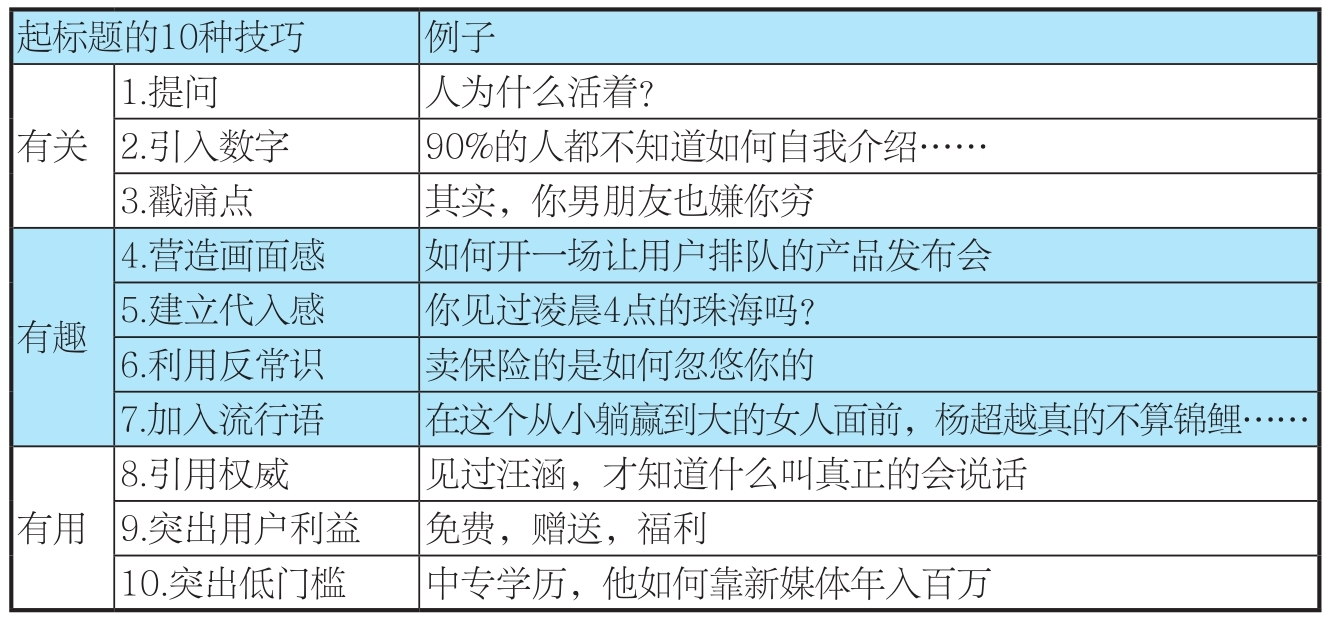 起标题的10种技巧 例子
有关
1.提问 人为什么活着?
2.引入数字 90%的人都不知道如何自我介绍……
3.戳痛点 其实，你男朋友也嫌你穷
有趣
4.营造画面感 如何开一场让用户排队的产品发布会
5.建立代入感 你见过凌晨4点的珠海吗?
6.利用反常识 卖保险的是如何忽悠你的
7.加入流行语 在这个从小躺赢到大的女人面前，杨超越真的不算锦鲤……
有用
8.引用权威 见过汪涵，才知道什么叫真正的会说话
9.突出用户利益 免费，赠送，福利
10.突出低门槛 中专学历，他如何靠新媒体年入百万